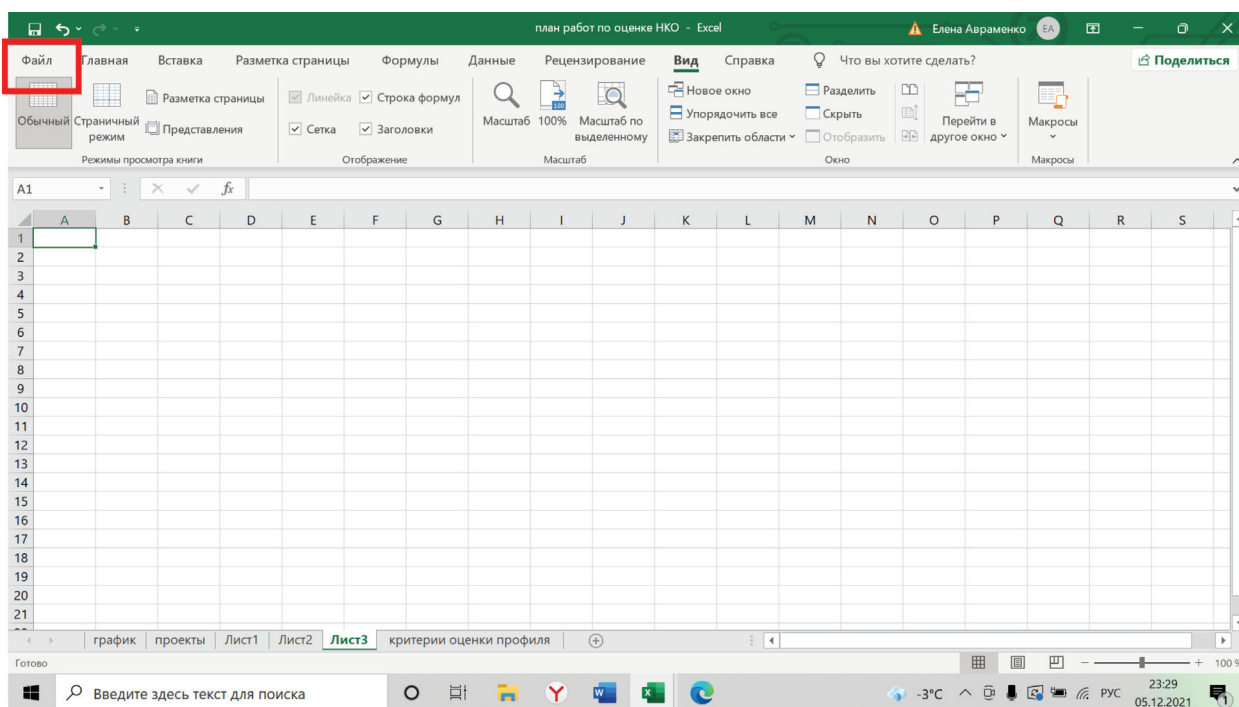 план работ по оценке НКО - Excel
Елена Авраменко EA
Файл Главная Вставка Разметка страницы Формулы Данные Рецензирование Вид Справка Что вы хотите сделать? Поделиться
Обычный Страничный режим Разметка страницы Представления
Линейка Строка формул Сетка Заголовки
Масштаб 100% Масштаб по выделенному
Новое окно Упорядочить все Закрепить области Разделить Скрыть Отобразить Перейти в другое окно
Макросы
Режимы просмотра книги Отображение Масштаб Окно Макросы
A1 fx
A B C D E F G H I J K L M N O P Q R S
1
2
3
4
5
6
7
8
9
10
11
12
13
14
15
16
17
18
19
20
21
график проекты Лист1 Лист2 Лист3 критерии оценки профиля
Готово 100 %
Введите здесь текст для поиска -3°C РУС 23:29
05.12.2021 1